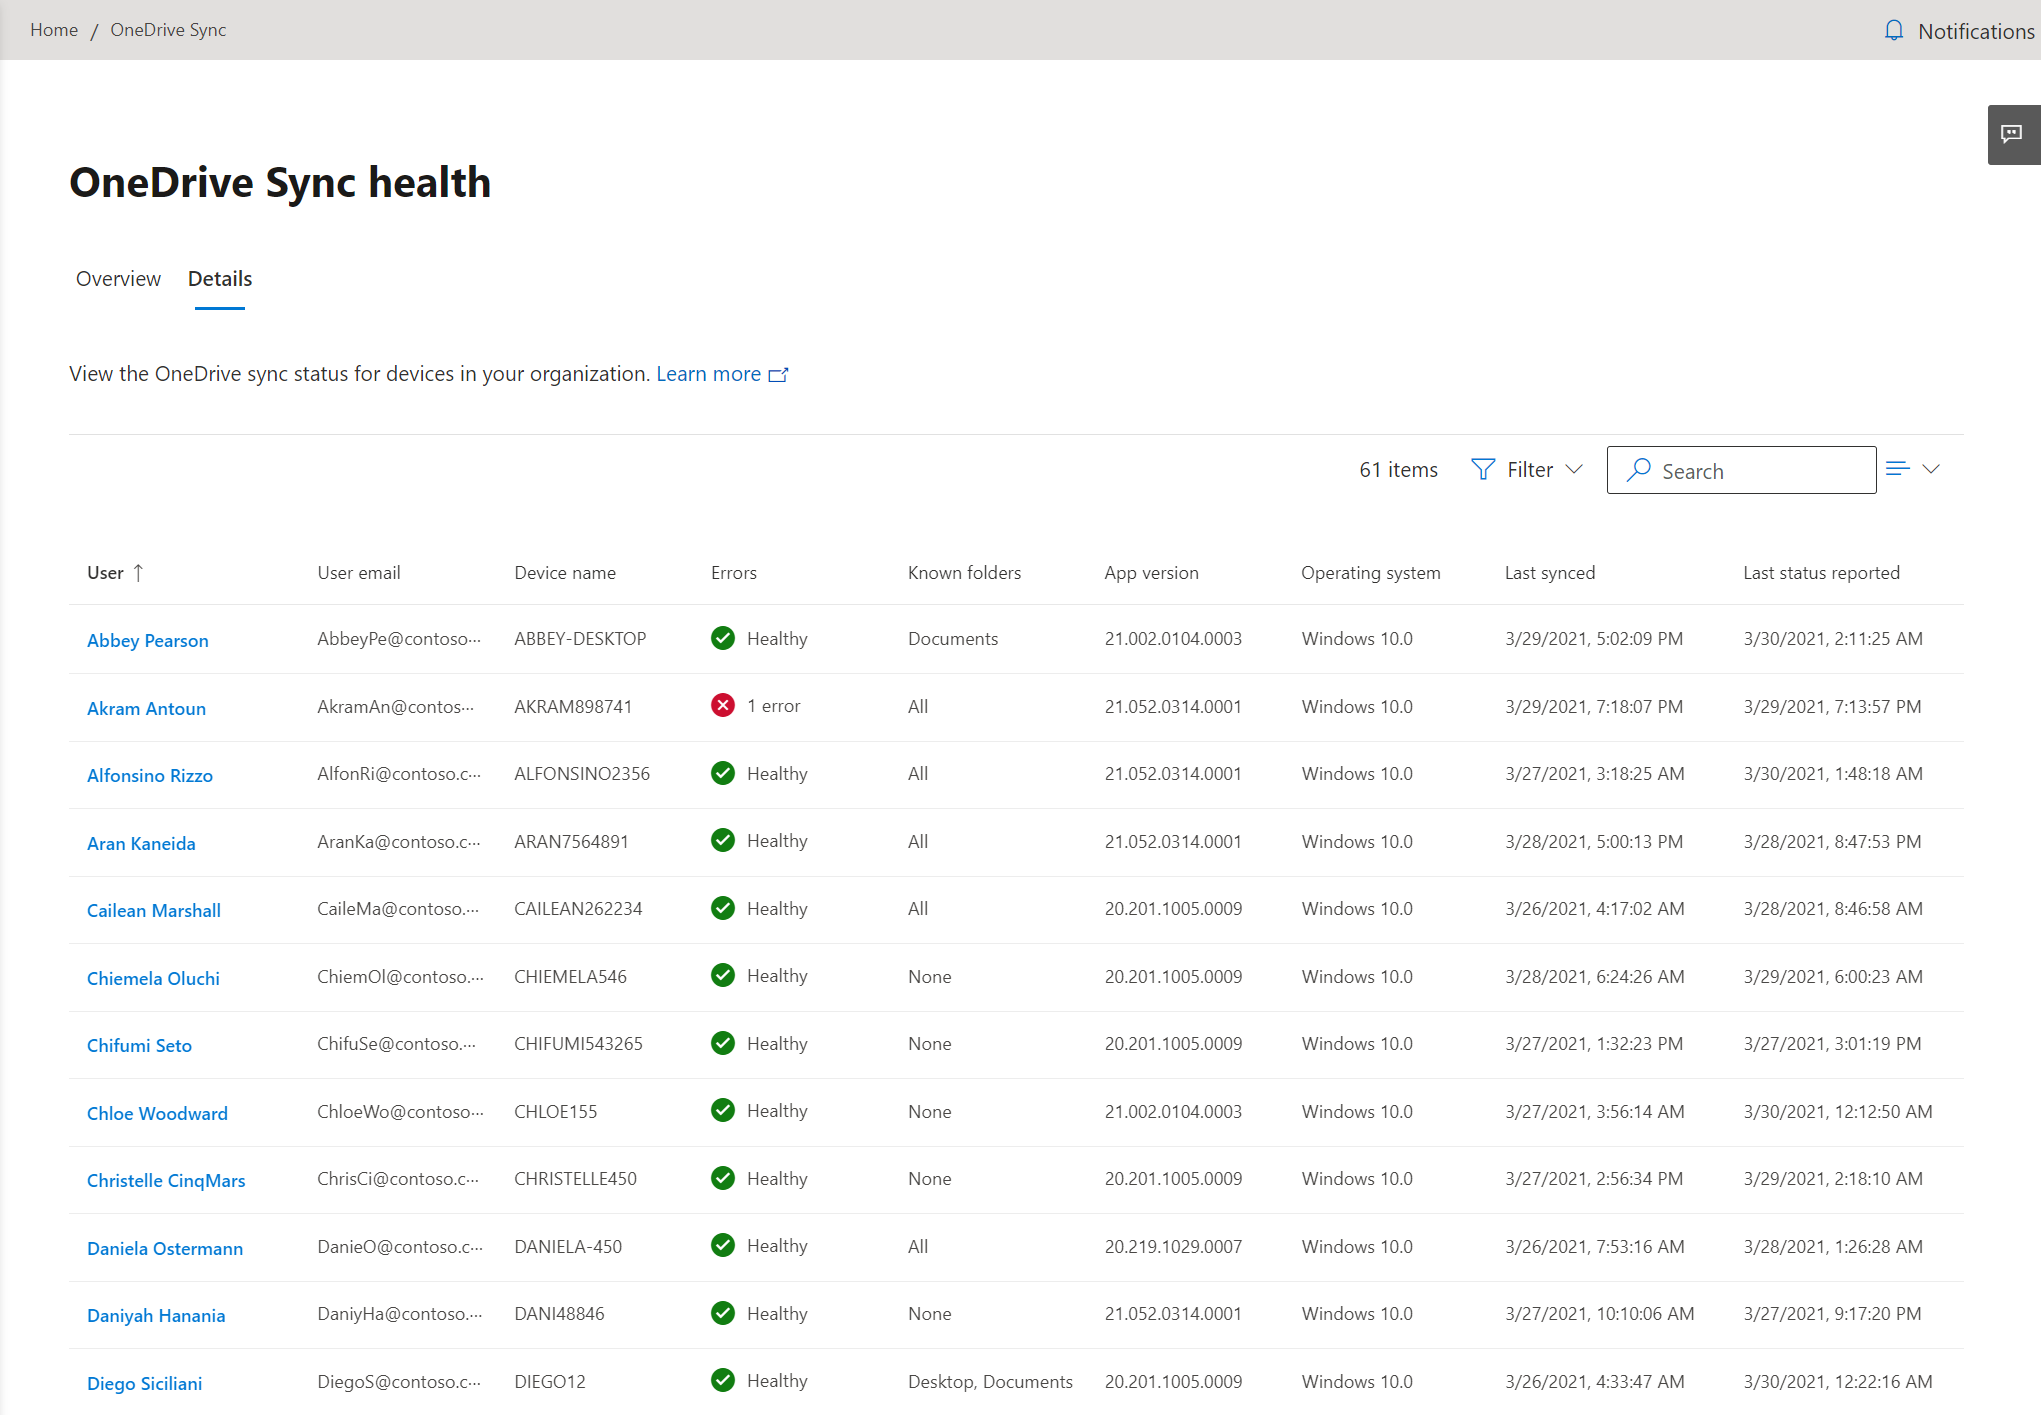 Home / OneDrive Sync Notifications
OneDrive Sync health
Overview Details
View the OneDrive sync status for devices in your organization. Learn more
61 items Filter Search
User ↑ User email Device name Errors Known folders App version Operating system Last synced Last status reported
Abbey Pearson AbbeyPe@contoso... ABBEY-DESKTOP Healthy Documents 21.002.0104.0003 Windows 10.0 3/29/2021, 5:02:09 PM 3/30/2021, 2:11:25 AM
Akram Antoun AkramAn@contos... AKRAM898741 1 error All 21.052.0314.0001 Windows 10.0 3/29/2021, 7:18:07 PM 3/29/2021, 7:13:57 PM
Alfonsino Rizzo AlfonRi@contoso.c... ALFONSINO2356 Healthy All 21.052.0314.0001 Windows 10.0 3/27/2021, 3:18:25 AM 3/30/2021, 1:48:18 AM
Aran Kaneida AranKa@contoso.c... ARAN7564891 Healthy All 21.052.0314.0001 Windows 10.0 3/28/2021, 5:00:13 PM 3/28/2021, 8:47:53 PM
Cailean Marshall CaileMa@contoso.... CAILEAN262234 Healthy All 20.201.1005.0009 Windows 10.0 3/26/2021, 4:17:02 AM 3/28/2021, 8:46:58 AM
Chiemela Oluchi ChiemOl@contoso.... CHIEMELA546 Healthy None 20.201.1005.0009 Windows 10.0 3/28/2021, 6:24:26 AM 3/29/2021, 6:00:23 AM
Chifumi Seto ChifuSe@contoso.... CHIFUMI543265 Healthy None 20.201.1005.0009 Windows 10.0 3/27/2021, 1:32:23 PM 3/27/2021, 3:01:19 PM
Chloe Woodward ChloeWo@contoso... CHLOE155 Healthy None 21.002.0104.0003 Windows 10.0 3/27/2021, 3:56:14 AM 3/30/2021, 12:12:50 AM
Christelle CinqMars ChrisCi@contoso.c... CHRISTELLE450 Healthy None 20.201.1005.0009 Windows 10.0 3/27/2021, 2:56:34 PM 3/29/2021, 2:18:10 AM
Daniela Ostermann DanieO@contoso.c... DANIELA-450 Healthy All 20.219.1029.0007 Windows 10.0 3/26/2021, 7:53:16 AM 3/28/2021, 1:26:28 AM
Daniyah Hanania DaniyHa@contoso.... DANI48846 Healthy None 21.052.0314.0001 Windows 10.0 3/27/2021, 10:10:06 AM 3/27/2021, 9:17:20 PM
Diego Siciliani DiegoS@contoso.c... DIEGO12 Healthy Desktop, Documents 20.201.1005.0009 Windows 10.0 3/26/2021, 4:33:47 AM 3/30/2021, 12:22:16 AM